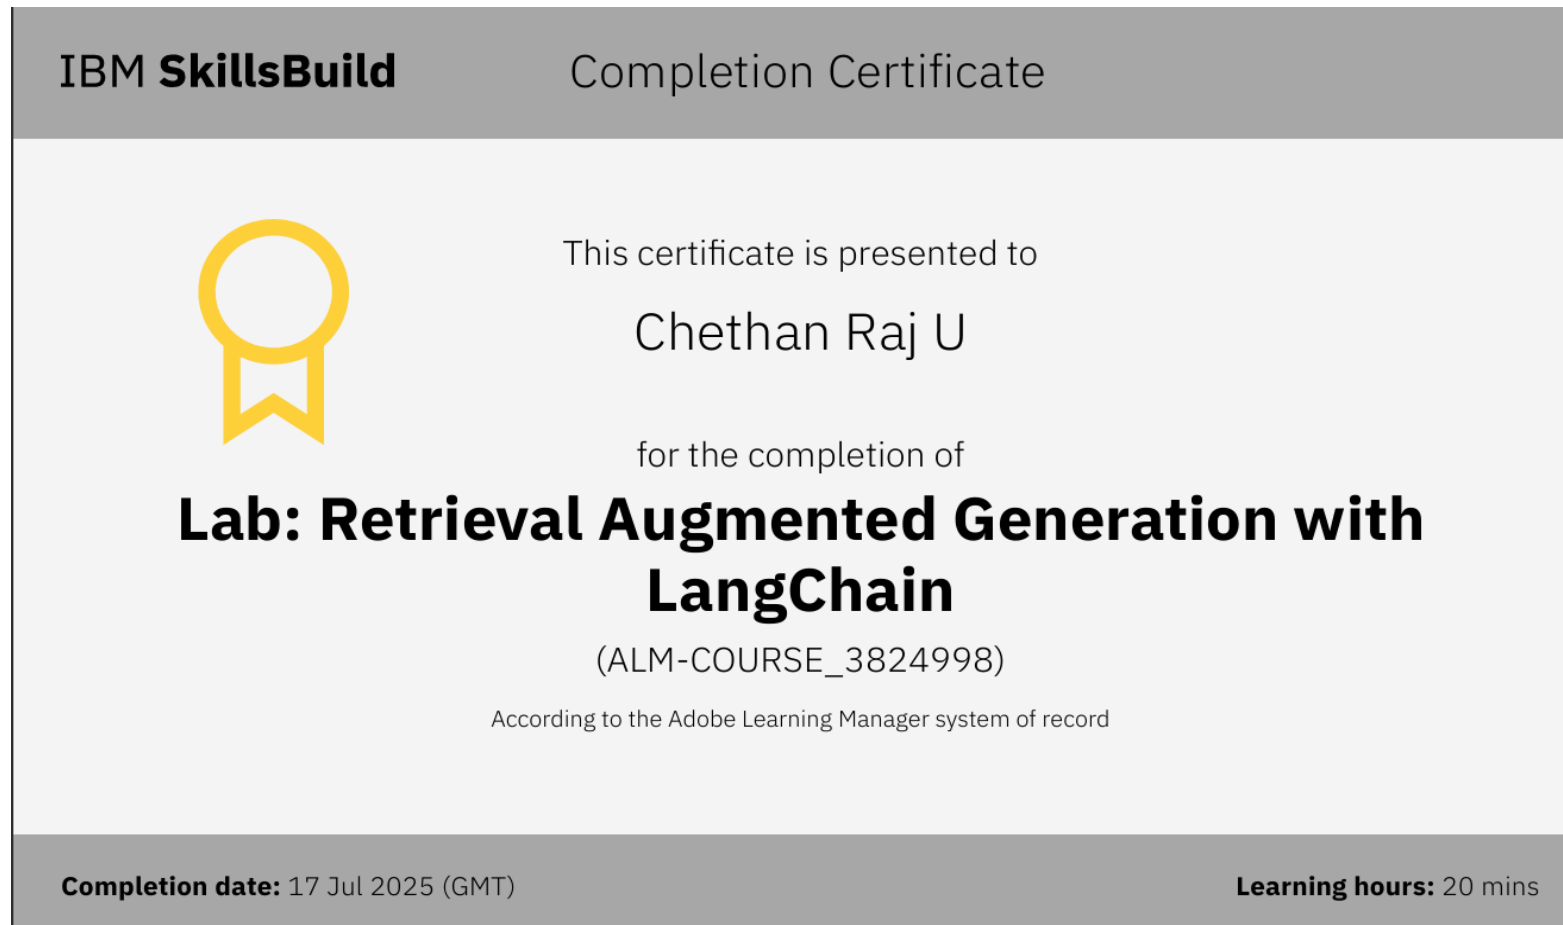 IBM SkillsBuild Completion Certificate
This certificate is presented to
Chethan Raj U
for the completion of
Lab: Retrieval Augmented Generation with
LangChain
(ALM-COURSE_3824998)
According to the Adobe Learning Manager system of record
Completion date: 17 Jul 2025 (GMT) Learning hours: 20 mins